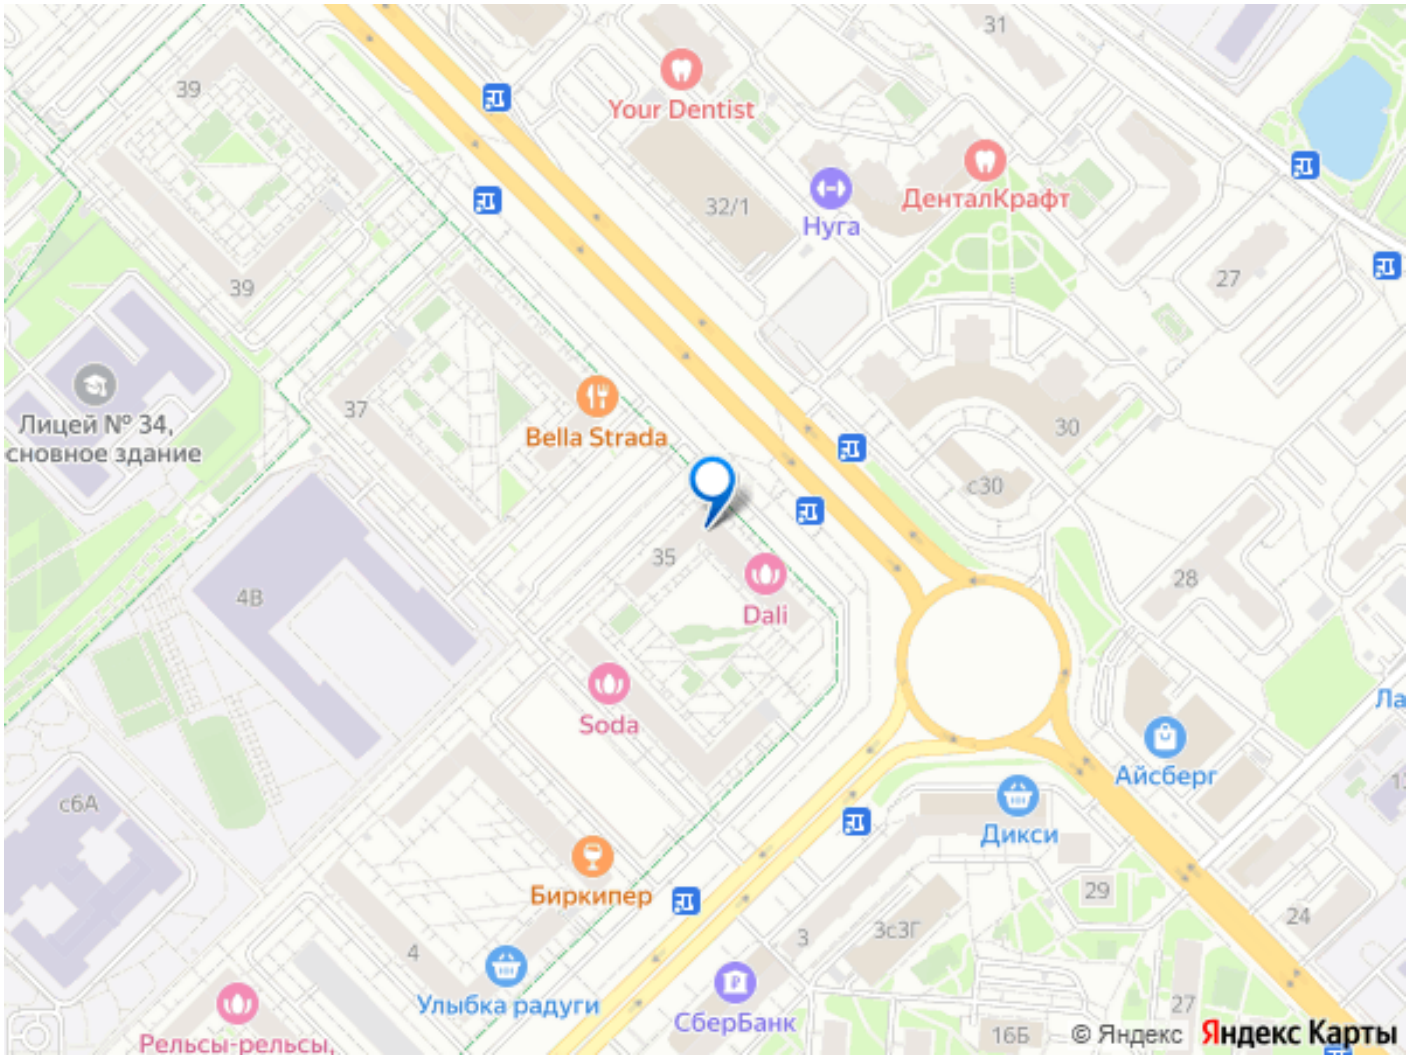 31
39
Your Dentist
ДенталКрафт
32/1
Нуга
27
39
37
Лицей № 34,
сновное здание
Bella Strada
30
с30
35
4В
28
Dali
Soda
Ла
Айсберг
с6А
Дикси
Биркипер
29
24
3с3Г
3
4
Улыбка радуги
СберБанк
27
16Б
Рельсы-рельсы,
© Яндекс Яндекс Карты